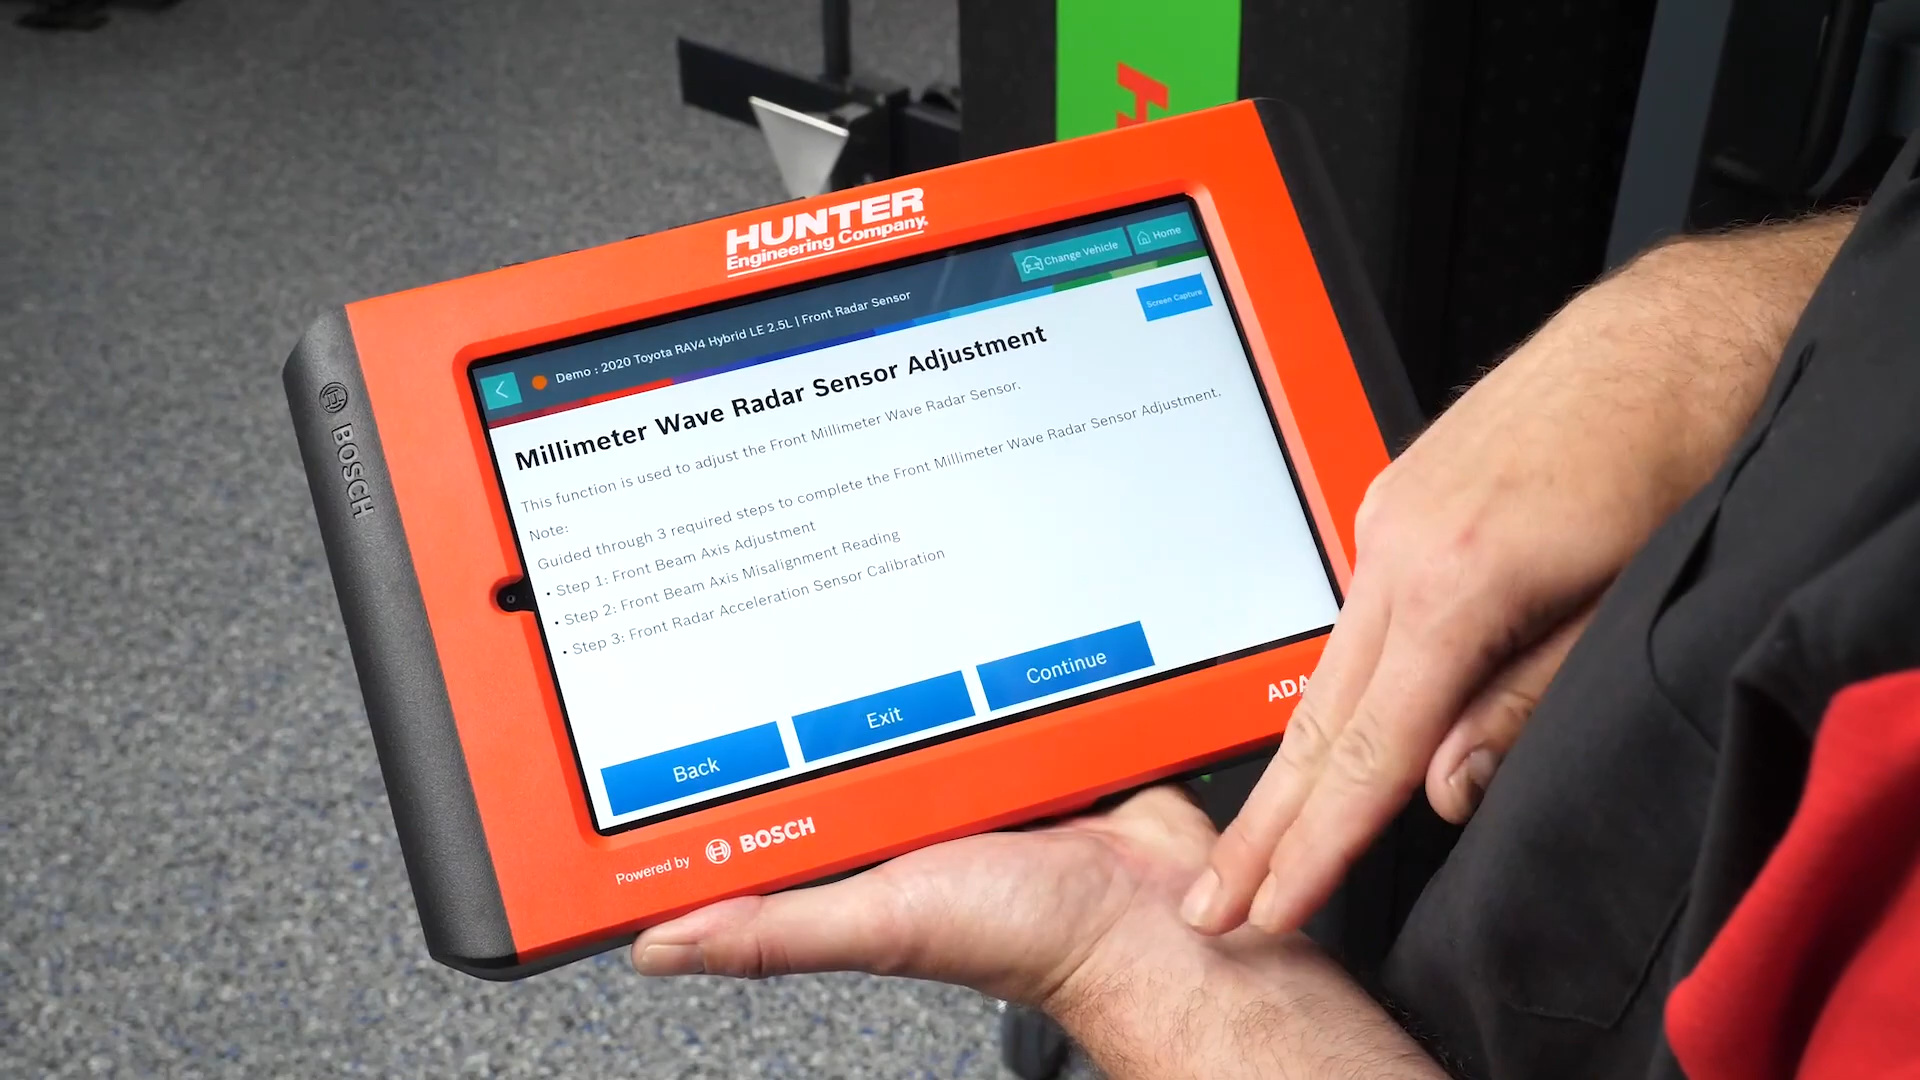 H
HUNTER
Engineering Company.
Change Vehicle
Home
Demo : 2020 Toyota RAV4 Hybrid LE 2.5L | Front Radar Sensor
Screen Capture
Millimeter Wave Radar Sensor Adjustment
This function is used to adjust the Front Millimeter Wave Radar Sensor.
Note:
Guided through 3 required steps to complete the Front Millimeter Wave Radar Sensor Adjustment.
• Step 1: Front Beam Axis Adjustment
• Step 2: Front Beam Axis Misalignment Reading
• Step 3: Front Radar Acceleration Sensor Calibration
Back
Exit
Continue
BOSCH
Powered by BOSCH